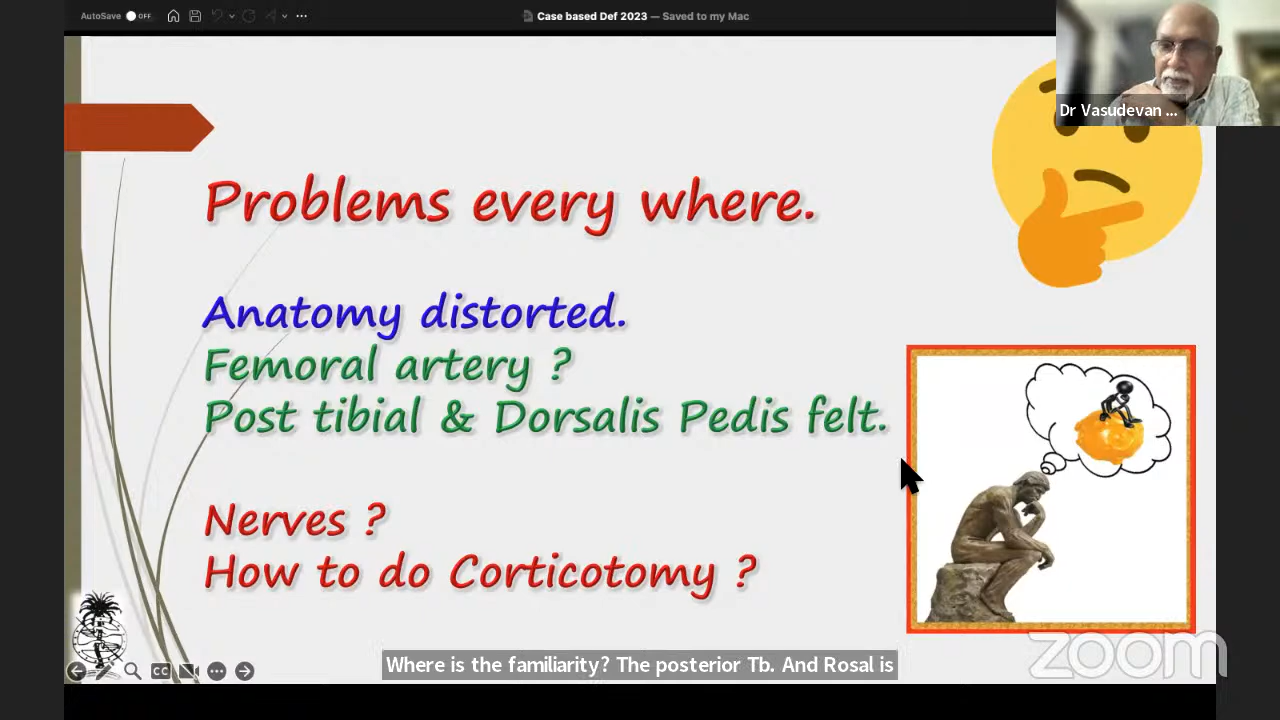 AutoSave OFF
Case based Def 2023 — Saved to my Mac
Dr Vasudevan ...
Problems every where.
Anatomy distorted.
Femoral artery ?
Post tibial & Dorsalis Pedis felt.
Nerves ?
How to do Corticotomy ?
Where is the familiarity? The posterior Tb. And Rosal is
CC
zoom